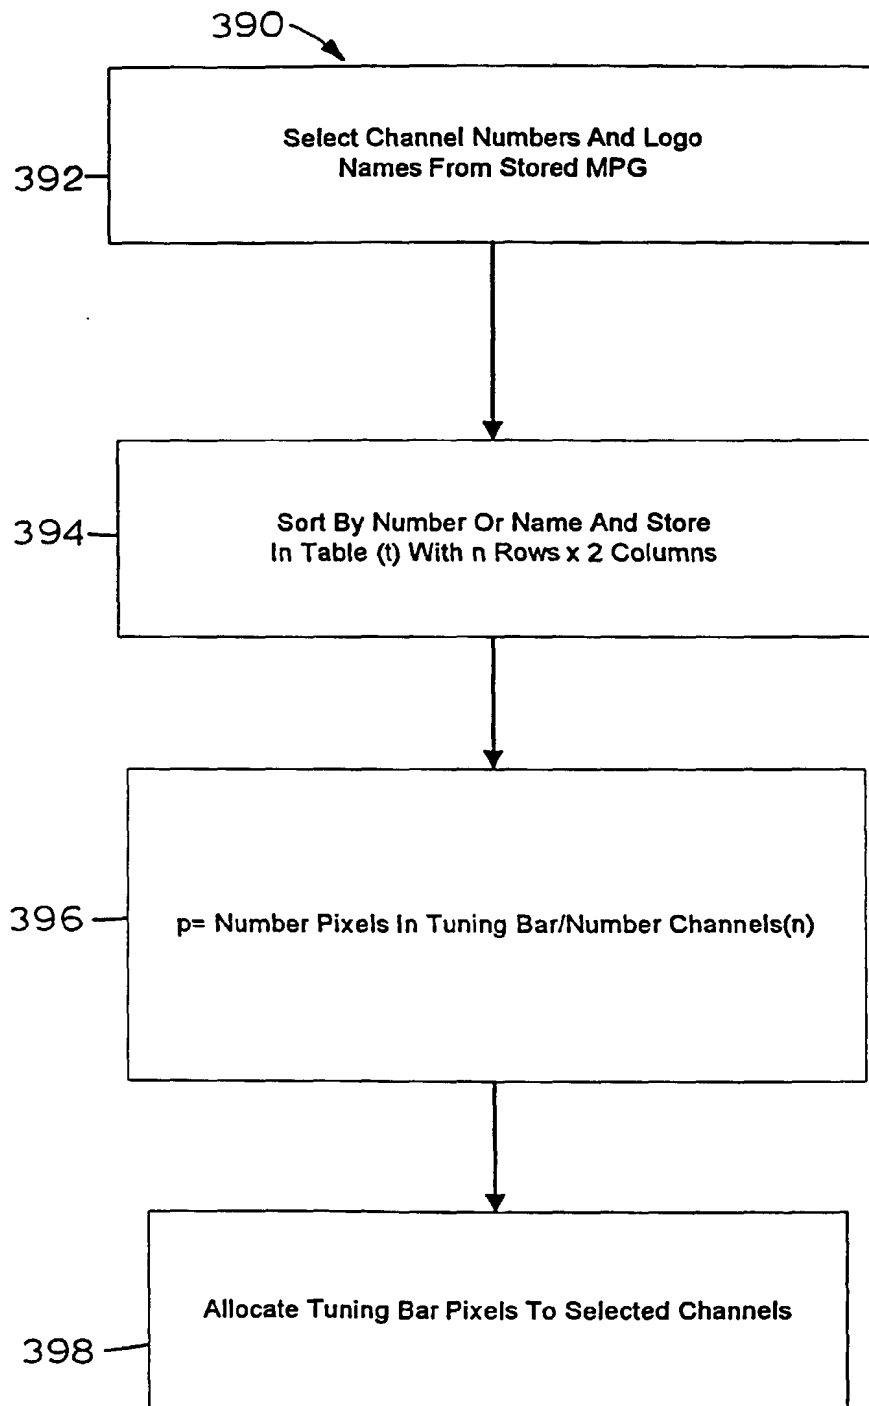 390
Select Channel Numbers And Logo
Names From Stored MPG
392
Sort By Number Or Name And Store
In Table (t) With n Rows x 2 Columns
394
p= Number Pixels In Tuning Bar/Number Channels(n)
396
Allocate Tuning Bar Pixels To Selected Channels
398